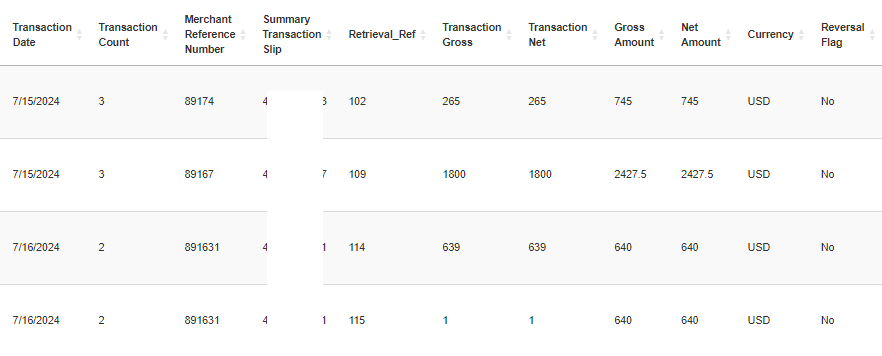 Transaction Date Transaction Count Merchant Reference Number Summary Transaction Slip Retrieval_Ref Transaction Gross Transaction Net Gross Amount Net Amount Currency Reversal Flag
7/15/2024 3 89174 4 3 102 265 265 745 745 USD No
7/15/2024 3 89167 4 7 109 1800 1800 2427.5 2427.5 USD No
7/16/2024 2 891631 4 1 114 639 639 640 640 USD No
7/16/2024 2 891631 4 1 115 1 1 640 640 USD No